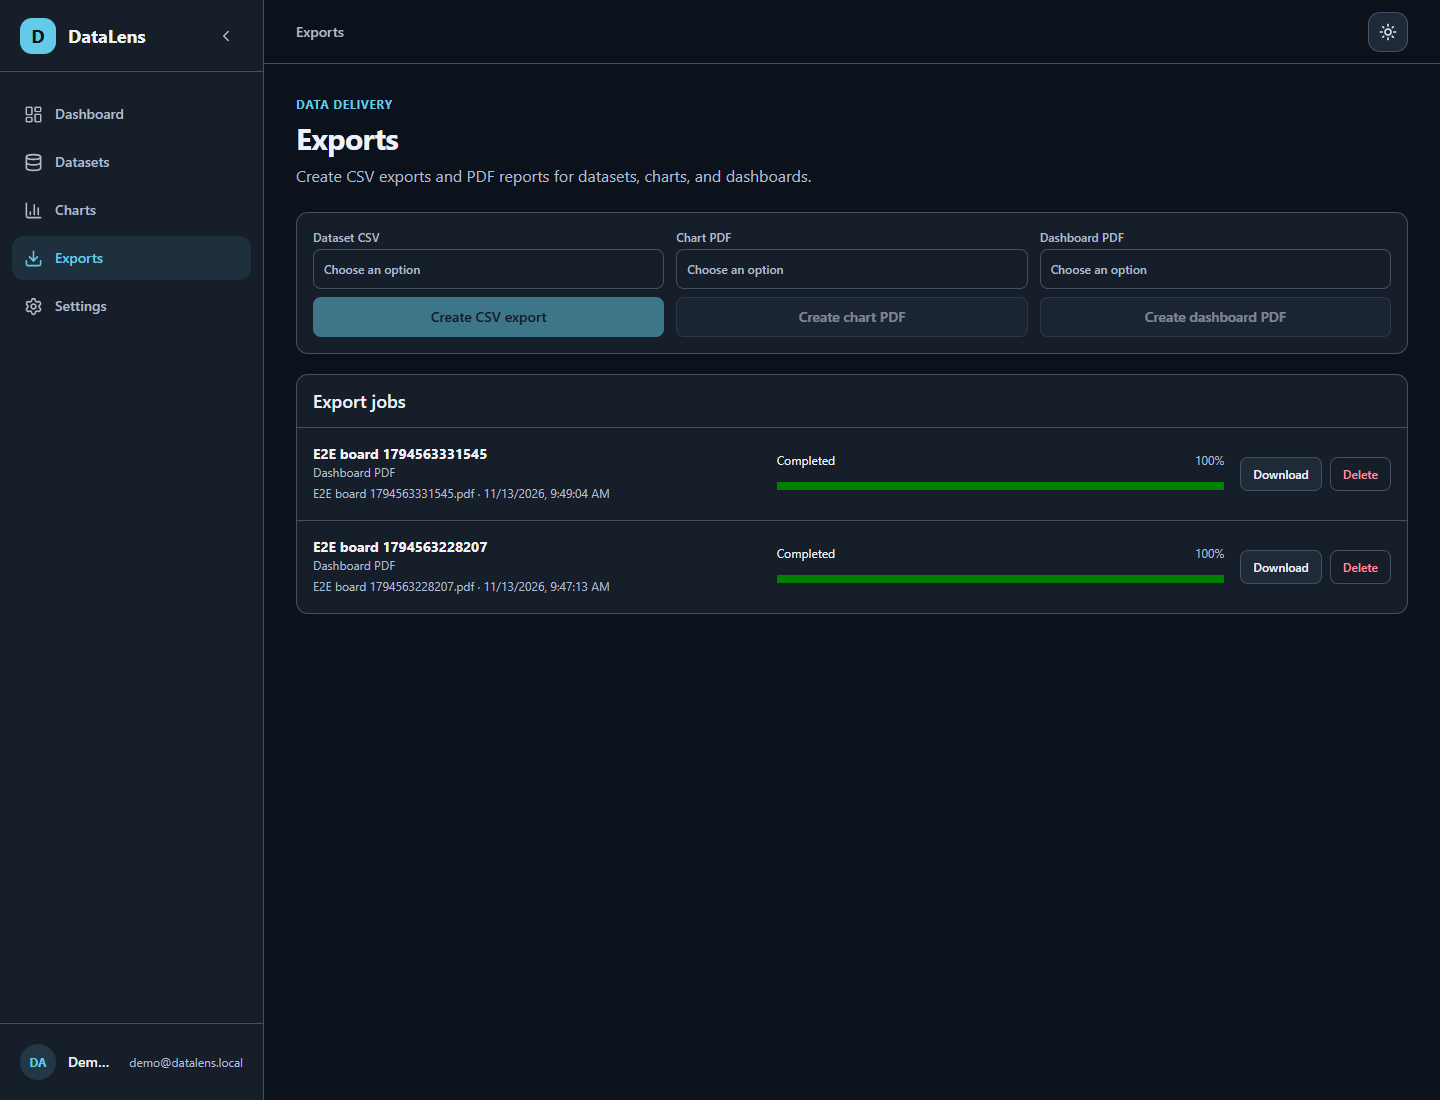 D
DataLens
Dashboard
Datasets
Charts
Exports
Settings
DA
Dem...
demo@datalens.local
Exports
DATA DELIVERY
Exports
Create CSV exports and PDF reports for datasets, charts, and dashboards.
Dataset CSV
Choose an option
Create CSV export
Chart PDF
Choose an option
Create chart PDF
Dashboard PDF
Choose an option
Create dashboard PDF
Export jobs
E2E board 1794563331545
Dashboard PDF
E2E board 1794563331545.pdf · 11/13/2026, 9:49:04 AM
Completed
100%
Download
Delete
E2E board 1794563228207
Dashboard PDF
E2E board 1794563228207.pdf · 11/13/2026, 9:47:13 AM
Completed
100%
Download
Delete